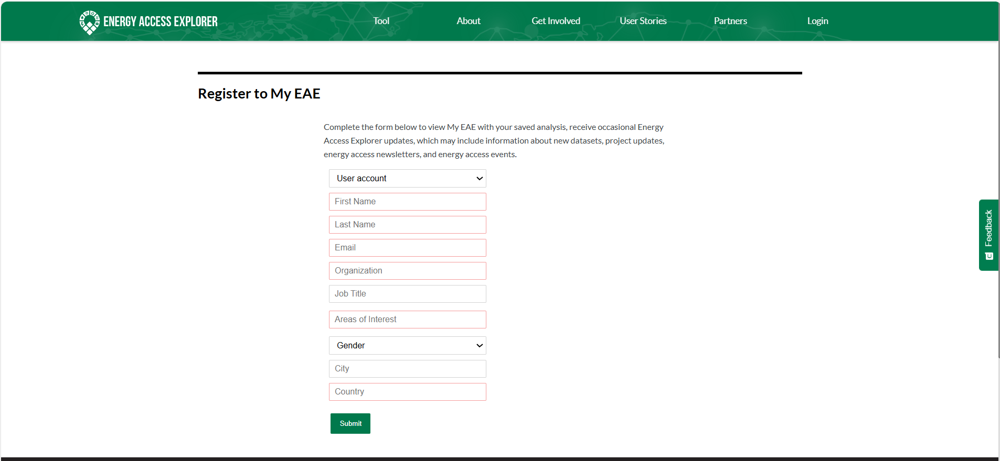 ENERGY ACCESS EXPLORER
Tool
About
Get Involved
User Stories
Partners
Login
Register to My EAE
Complete the form below to view My EAE with your saved analysis, receive occasional Energy
Access Explorer updates, which may include information about new datasets, project updates,
energy access newsletters, and energy access events.
User account
First Name
Last Name
Email
Organization
Job Title
Areas of Interest
Gender
City
Country
Submit
Feedback